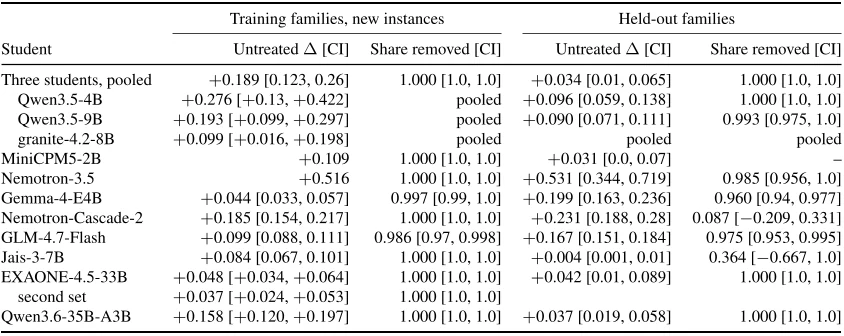 Training families, new instances Held-out families
Student Untreated Δ [CI] Share removed [CI] Untreated Δ [CI] Share removed [CI]
Three students, pooled +0.189 [0.123, 0.26] 1.000 [1.0, 1.0] +0.034 [0.01, 0.065] 1.000 [1.0, 1.0]
Qwen3.5-4B +0.276 [+0.13, +0.422] pooled +0.096 [0.059, 0.138] 1.000 [1.0, 1.0]
Qwen3.5-9B +0.193 [+0.099, +0.297] pooled +0.090 [0.071, 0.111] 0.993 [0.975, 1.0]
granite-4.2-8B +0.099 [+0.016, +0.198] pooled pooled pooled
MiniCPM5-2B +0.109 1.000 [1.0, 1.0] +0.031 [0.0, 0.07] –
Nemotron-3.5 +0.516 1.000 [1.0, 1.0] +0.531 [0.344, 0.719] 0.985 [0.956, 1.0]
Gemma-4-E4B +0.044 [0.033, 0.057] 0.997 [0.99, 1.0] +0.199 [0.163, 0.236] 0.960 [0.94, 0.977]
Nemotron-Cascade-2 +0.185 [0.154, 0.217] 1.000 [1.0, 1.0] +0.231 [0.188, 0.28] 0.087 [−0.209, 0.331]
GLM-4.7-Flash +0.099 [0.088, 0.111] 0.986 [0.97, 0.998] +0.167 [0.151, 0.184] 0.975 [0.953, 0.995]
Jais-3-7B +0.084 [0.067, 0.101] 1.000 [1.0, 1.0] +0.004 [0.001, 0.01] 0.364 [−0.667, 1.0]
EXAONE-4.5-33B +0.048 [+0.034, +0.064] 1.000 [1.0, 1.0] +0.042 [0.01, 0.089] 1.000 [1.0, 1.0]
second set +0.037 [+0.024, +0.053] 1.000 [1.0, 1.0]
Qwen3.6-35B-A3B +0.158 [+0.120, +0.197] 1.000 [1.0, 1.0] +0.037 [0.019, 0.058] 1.000 [1.0, 1.0]